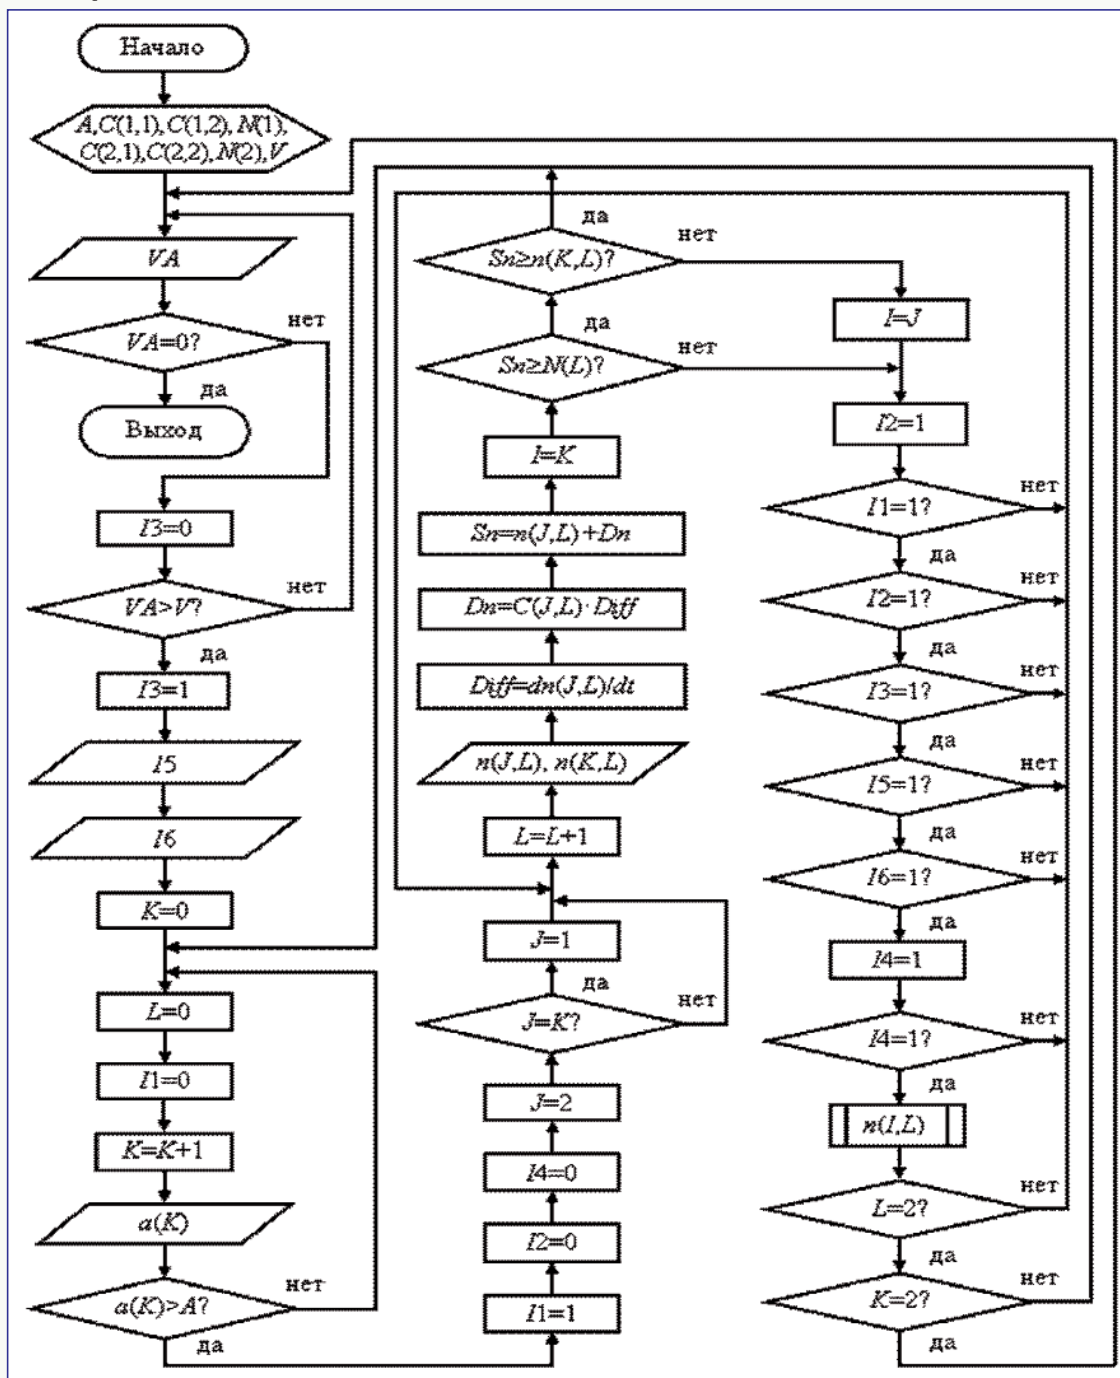 Начало
A,C(1,1),C(1,2),N(1),
C(2,1),C(2,2),N(2),V
VA
VA=0?
нет
да
Выход
I3=0
VA>V?
нет
да
I3=1
I5
I6
K=0
L=0
I1=0
K=K+1
a(K)
a(K)>A?
нет
да
да
Sn≥n(K,L)?
нет
да
Sn≥N(L)?
нет
I=K
Sn=n(J,L)+Dn
Dn=C(J,L)·Diff
Diff=dn(J,L)/dt
n(J,L), n(K,L)
L=L+1
J=1
да
J=K?
нет
J=2
I4=0
I2=0
I1=1
I=J
I2=1
I1=1?
нет
да
I2=1?
нет
да
I3=1?
нет
да
I5=1?
нет
да
I6=1?
нет
да
I4=1
I4=1?
нет
да
n(I,L)
L=2?
нет
да
K=2?
нет
да